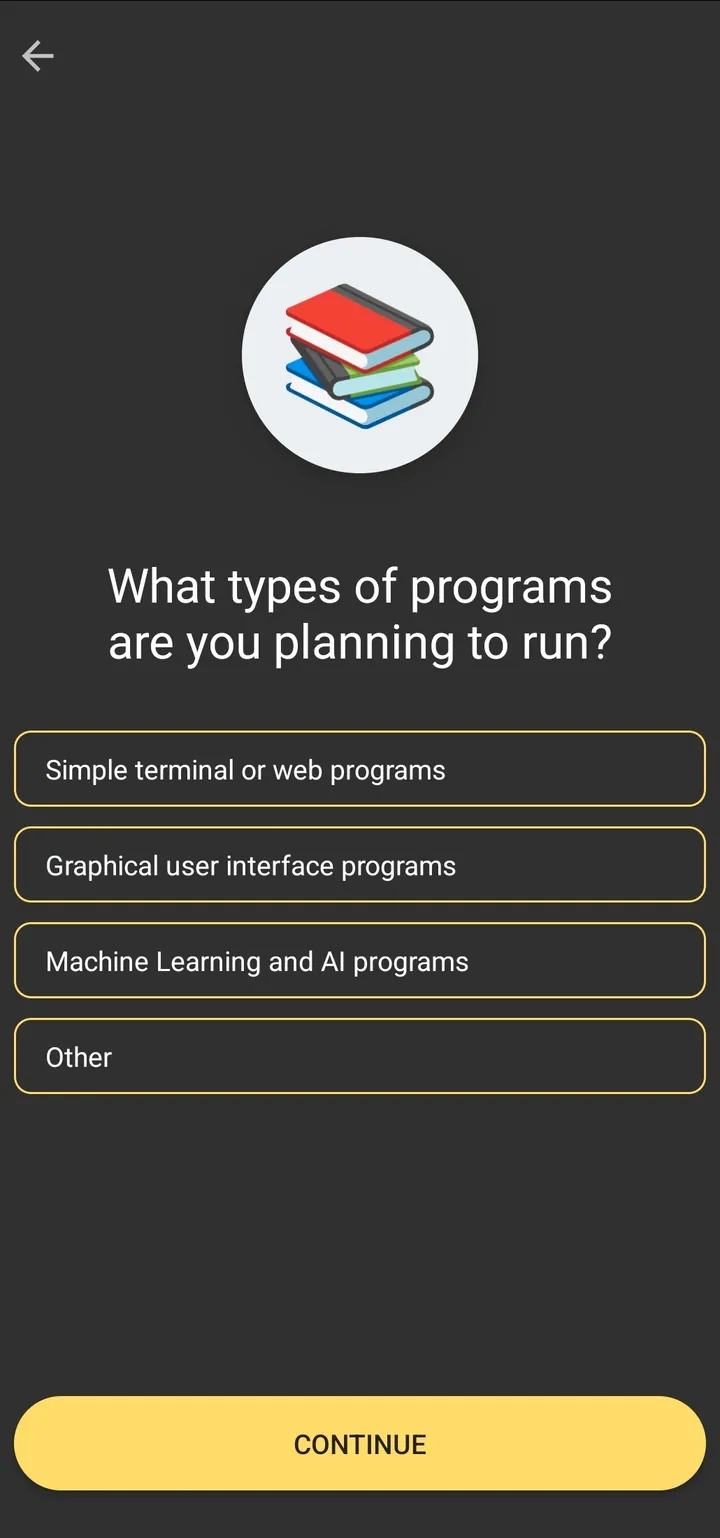 What types of programs
are you planning to run?
Simple terminal or web programs
Graphical user interface programs
Machine Learning and AI programs
Other
CONTINUE